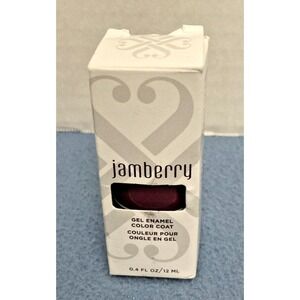 jamberry
GEL ENAMEL
COLOR COAT
COULEUR POUR
ONGLE EN GEL
0.4 FL OZ/12 ML